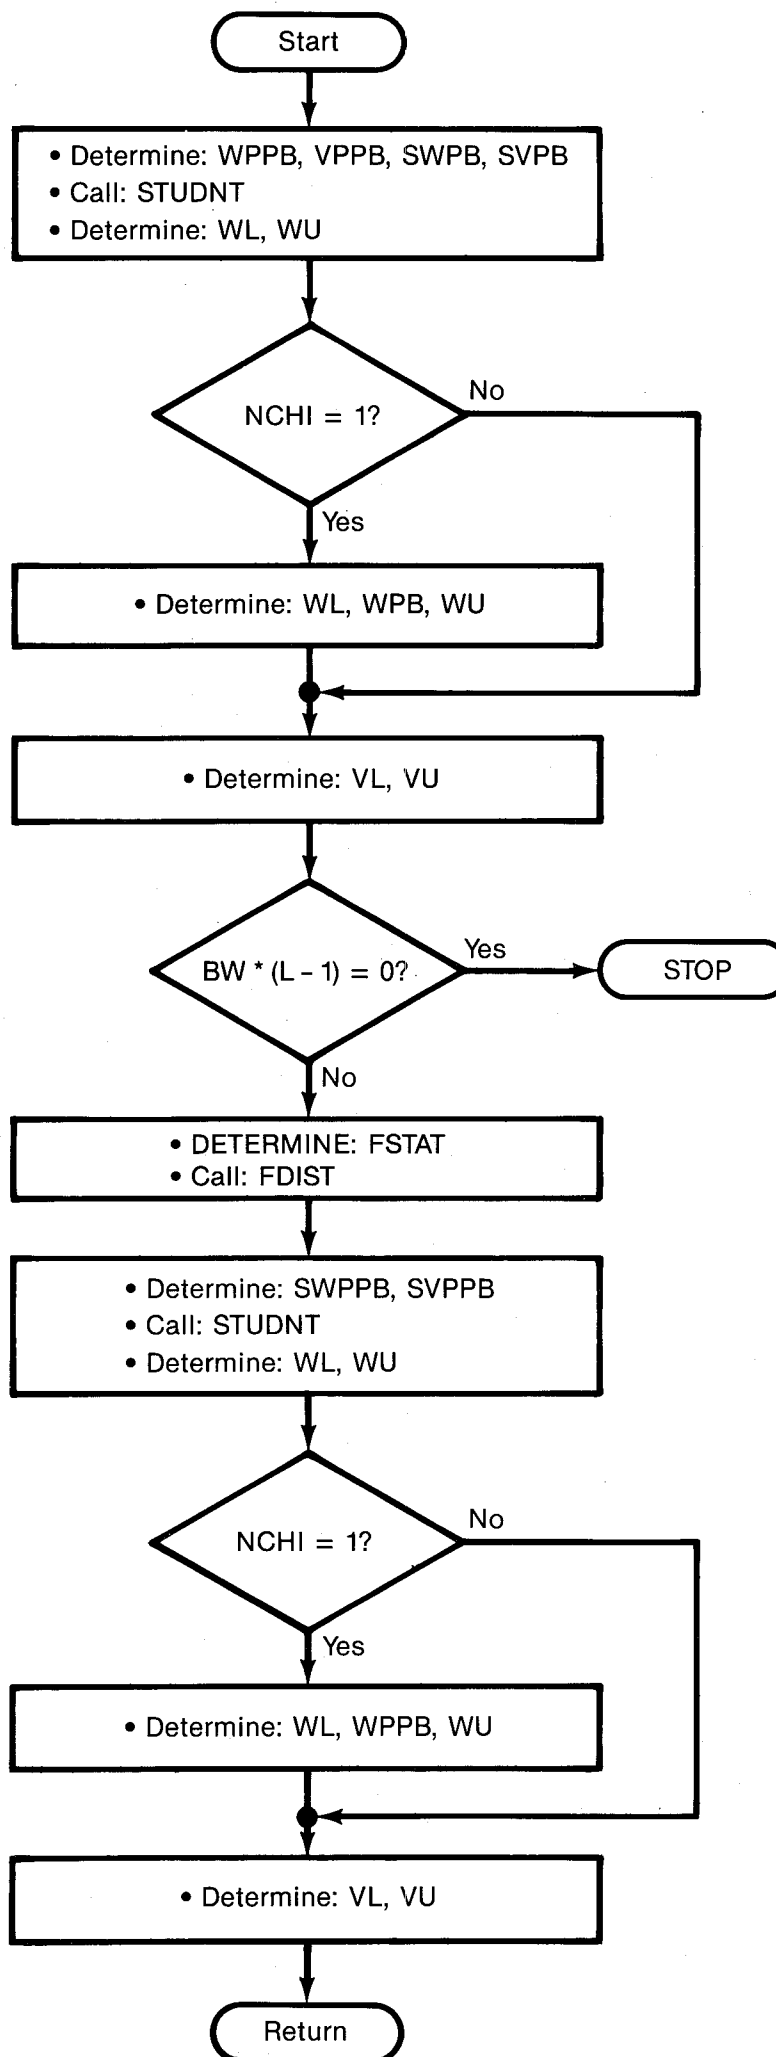 Start
• Determine: WPPB, VPPB, SWPB, SVPB
• Call: STUDNT
• Determine: WL, WU
NCHI = 1?
No
Yes
• Determine: WL, WPB, WU
• Determine: VL, VU
BW * (L – 1) = 0?
Yes
STOP
No
• DETERMINE: FSTAT
• Call: FDIST
• Determine: SWPPB, SVPPB
• Call: STUDNT
• Determine: WL, WU
NCHI = 1?
No
Yes
• Determine: WL, WPPB, WU
• Determine: VL, VU
Return